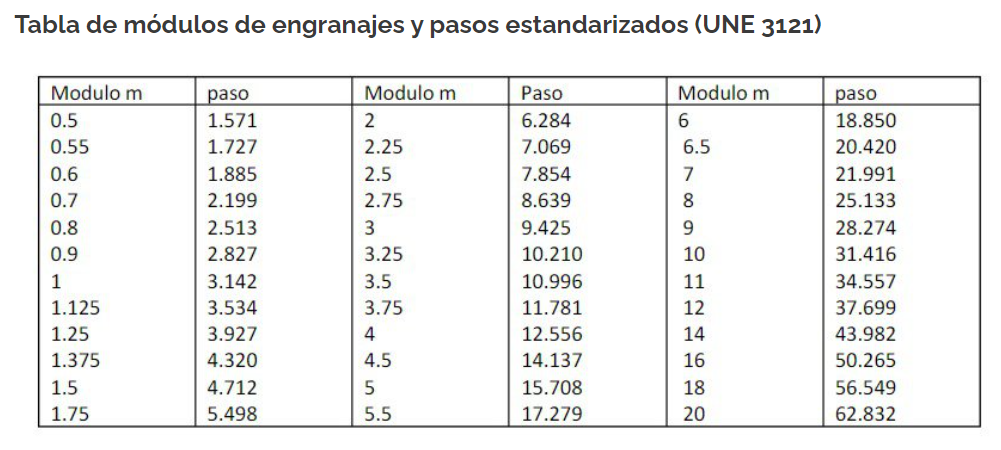 Tabla de módulos de engranajes y pasos estandarizados (UNE 3121)
Modulo m paso Modulo m Paso Modulo m paso
0.5 1.571 2 6.284 6 18.850
0.55 1.727 2.25 7.069 6.5 20.420
0.6 1.885 2.5 7.854 7 21.991
0.7 2.199 2.75 8.639 8 25.133
0.8 2.513 3 9.425 9 28.274
0.9 2.827 3.25 10.210 10 31.416
1 3.142 3.5 10.996 11 34.557
1.125 3.534 3.75 11.781 12 37.699
1.25 3.927 4 12.556 14 43.982
1.375 4.320 4.5 14.137 16 50.265
1.5 4.712 5 15.708 18 56.549
1.75 5.498 5.5 17.279 20 62.832